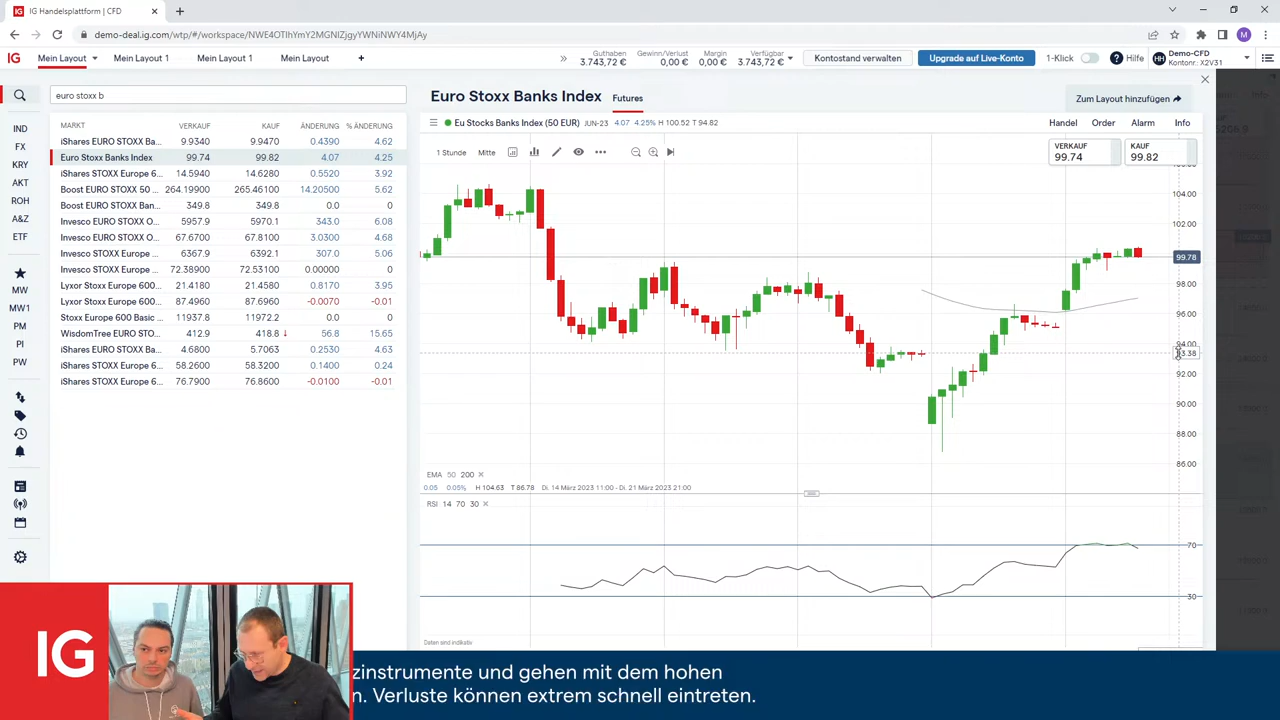 IG Handelsplattform | CFD
demo-deal.ig.com/wtp/#/workspace/NWE4OTlhYmY2MGNlZjgyYWNiNWY4MjAy
IG Mein Layout Mein Layout 1 Mein Layout 1 Mein Layout
Guthaben Gewinn/Verlust Margin Verfügbar
3.743,72 € 0,00 € 0,00 € 3.743,72 €
Kontostand verwalten Upgrade auf Live-Konto 1-Klick Hilfe HH Demo-CFD
Kontonr.: X2V31
euro stoxx b
Euro Stoxx Banks Index Futures Zum Layout hinzufügen
Eu Stocks Banks Index (50 EUR) JUN-23 4.07 4.25% H 100.52 T 94.82 Handel Order Alarm Info
1 Stunde Mitte
VERKAUF
99.74
KAUF
99.82
IND
FX
KRY
AKT
ROH
A&Z
ETF
MW
MW1
PM
PI
PW
MARKT VERKAUF KAUF ÄNDERUNG % ÄNDERUNG
iShares EURO STOXX Ba... 9.9340 9.9470 0.4390 4.62
Euro Stoxx Banks Index 99.74 99.82 4.07 4.25
iShares STOXX Europe 6... 14.5940 14.6280 0.5520 3.92
Boost EURO STOXX 50 ... 264.19900 265.46100 14.20500 5.62
Boost EURO STOXX Ban... 349.8 349.8 0.0 0
Invesco EURO STOXX O... 5957.9 5970.1 343.0 6.08
Invesco EURO STOXX O... 67.6700 67.8100 3.0300 4.68
Invesco STOXX Europe ... 6367.9 6392.1 307.0 5.06
Invesco STOXX Europe ... 72.38900 72.53100 0.00000 0
Lyxor Stoxx Europe 600... 21.4180 21.4580 0.8170 3.95
Lyxor Stoxx Europe 600... 87.4960 87.6960 -0.0070 -0.01
Stoxx Europe 600 Basic ... 11937.8 11972.2 0.0 0
WisdomTree EURO STO... 412.9 418.8 56.8 15.65
iShares EURO STOXX Ba... 4.6800 5.7063 0.2530 4.63
iShares STOXX Europe 6... 58.2600 58.3200 0.1400 0.24
iShares STOXX Europe 6... 76.7900 76.8600 -0.0100 -0.01
104.00
102.00
99.78
98.00
96.00
94.00
92.00
90.00
88.00
86.00
EMA 50 200
0.05 0.05% H 104.63 T 86.78 Di. 14 März 2023 11:00 - Di. 21 März 2023 21:00
RSI 14 70 30
70
30
Daten sind indikativ
IG
zinstrumente und gehen mit dem hohen
n. Verluste können extrem schnell eintreten.